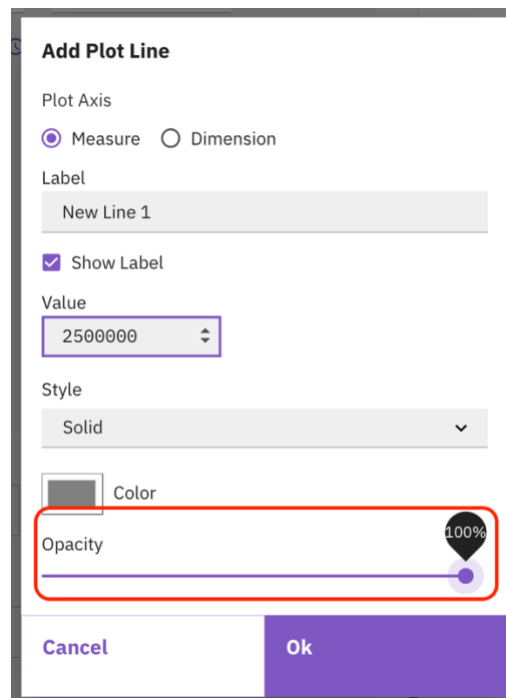 Add Plot Line
Plot Axis
Measure Dimension
Label
New Line 1
Show Label
Value
2500000
Style
Solid
Color
Opacity
100%
Cancel Ok